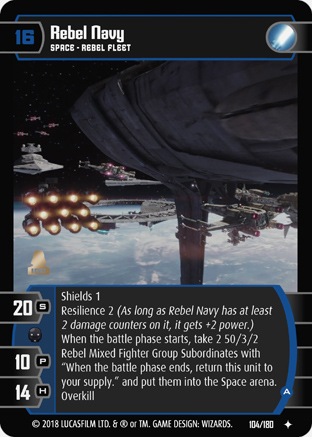 16
Rebel Navy
SPACE - REBEL FLEET
20 S
10 P
14 H
Shields 1
Resilience 2 (As long as Rebel Navy has at least
2 damage counters on it, it gets +2 power.)
When the battle phase starts, take 2 50/3/2
Rebel Mixed Fighter Group Subordinates with
"When the battle phase ends, return this unit to
your supply." and put them into the Space arena.
Overkill
A
© 2018 LUCASFILM LTD. & ® or TM. GAME DESIGN: WIZARDS.
104/180